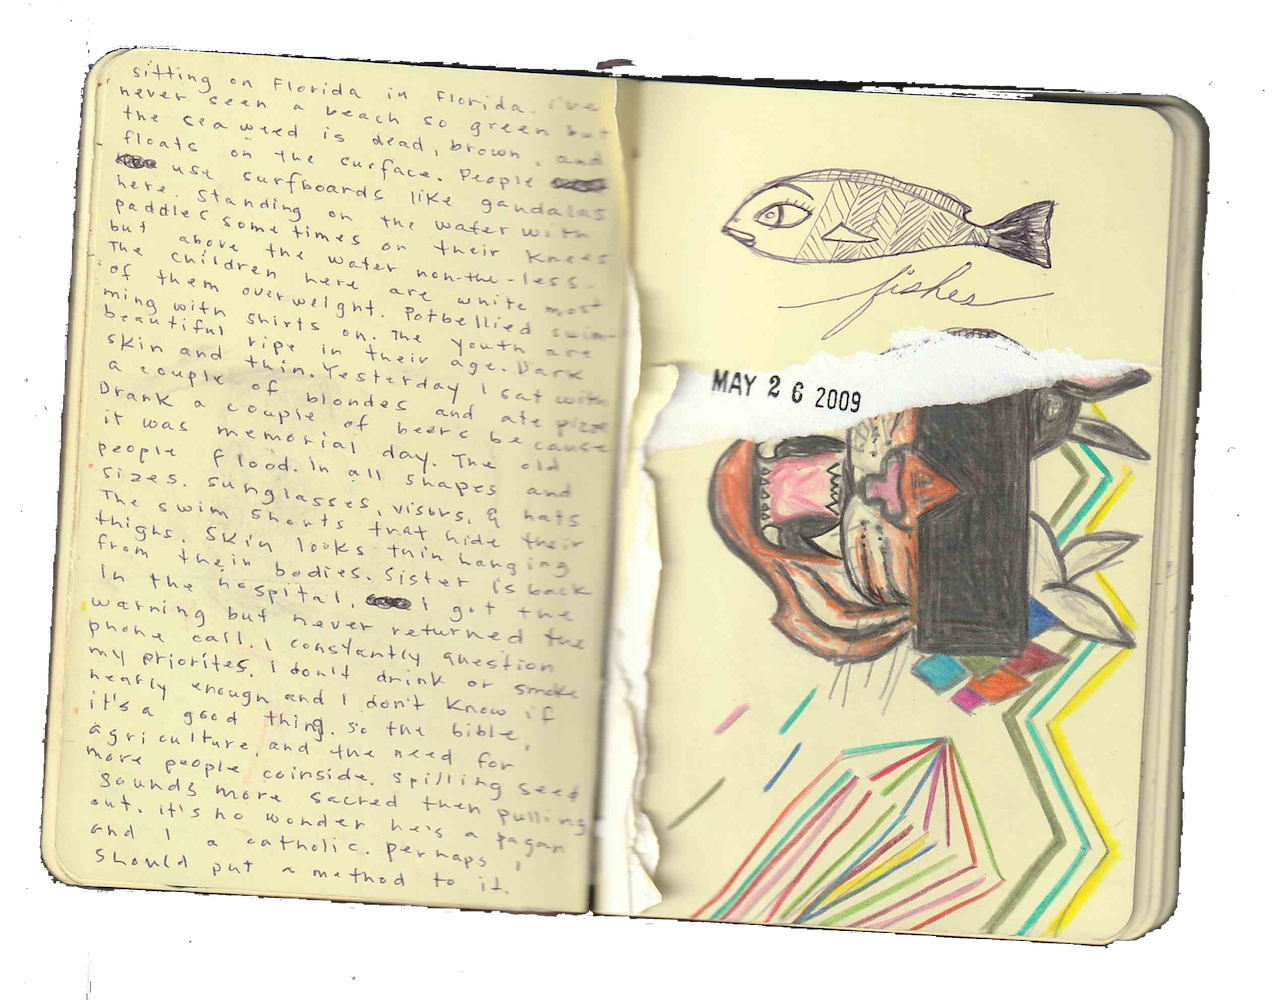 sitting on Florida in Florida. i've
never seen a beach so green but
the sea weed is dead, brown, and
floats on the surface. People
use surfboards like gandalas
here. Standing on the water with
paddles sometimes on their knees
but above the water non-the-less.
The children here are white most
of them overweight. Potbellied swim-
ming with shirts on. The youth are
beautiful ripe in their age. Dark
skin and thin. Yesterday I sat with
a couple of blondes and ate pizza
Drank a couple of beers because
it was memorial day. The old
people flood. In all shapes and
sizes. Sunglasses, visors, & hats.
The swim shorts that hide their
thighs. Skin looks thin hanging
from their bodies. Sister is back
In the hospital. i got the
warning but never returned the
phone call. I constantly question
my priorites. I don't drink or smoke
nearly enough and I don't know if
it's a good thing. So the bible,
agriculture, and the need for
more people coinside. Spilling seed
sounds more sacred then pulling
out. it's no wonder he's a pagan
and I a catholic. perhaps I
should put a method to it.
fishes
MAY 26 2009